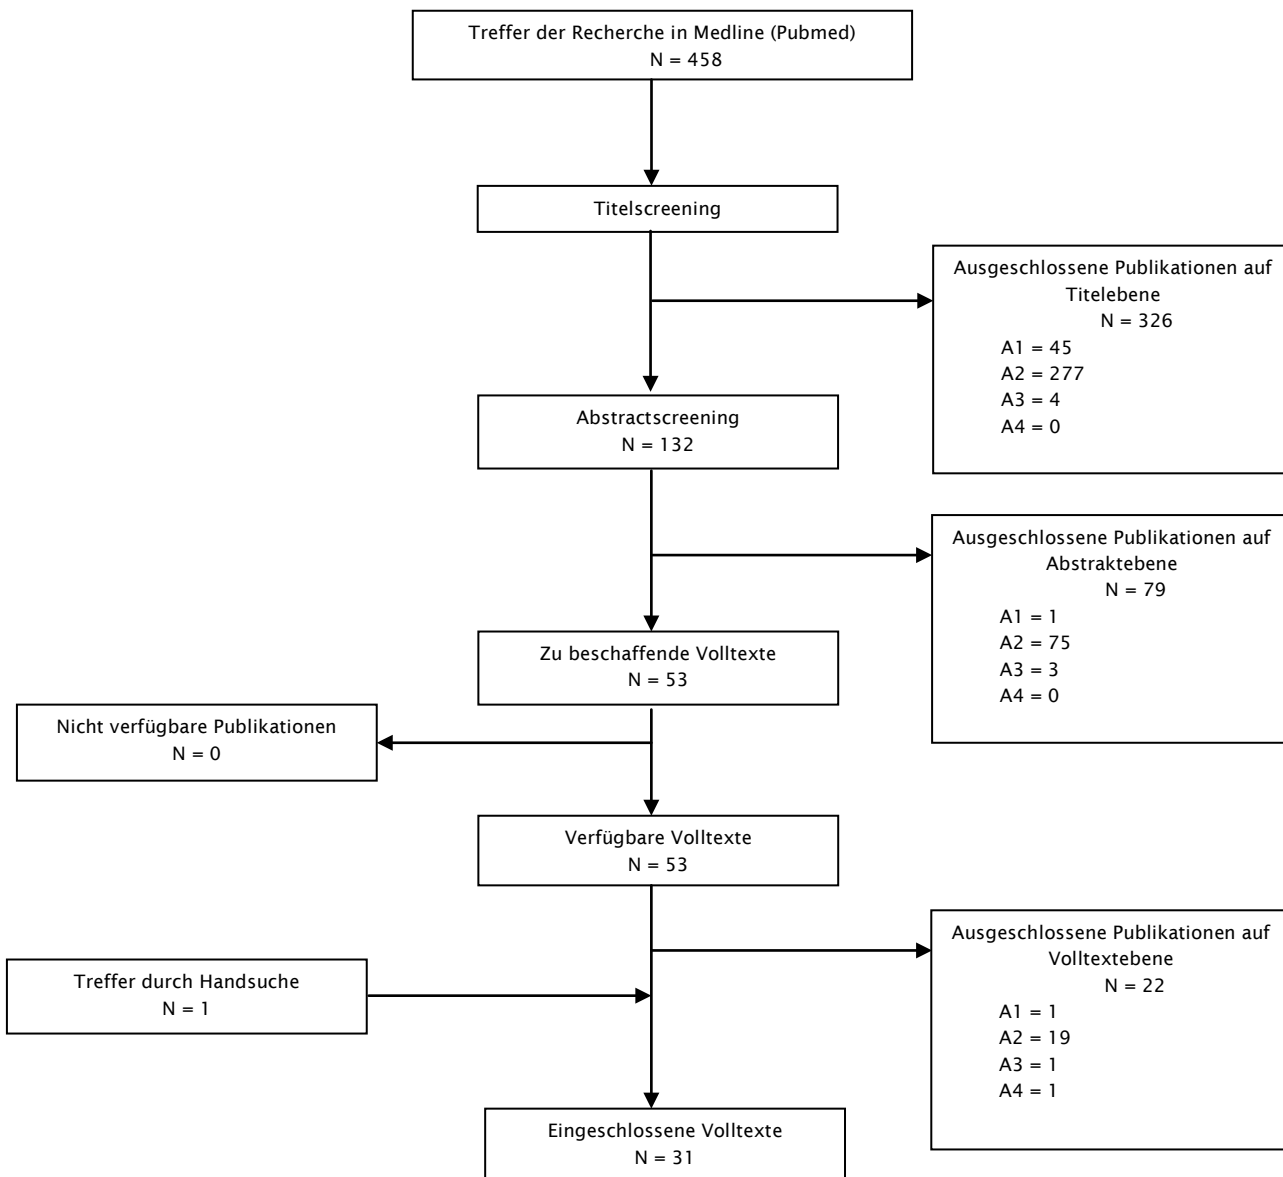 Treffer der Recherche in Medline (Pubmed)
N = 458
Titelscreening
Ausgeschlossene Publikationen auf
Titelebene
N = 326
A1 = 45
A2 = 277
A3 = 4
A4 = 0
Abstractscreening
N = 132
Ausgeschlossene Publikationen auf
Abstraktebene
N = 79
A1 = 1
A2 = 75
A3 = 3
A4 = 0
Zu beschaffende Volltexte
N = 53
Nicht verfügbare Publikationen
N = 0
Verfügbare Volltexte
N = 53
Ausgeschlossene Publikationen auf
Volltextebene
N = 22
A1 = 1
A2 = 19
A3 = 1
A4 = 1
Treffer durch Handsuche
N = 1
Eingeschlossene Volltexte
N = 31